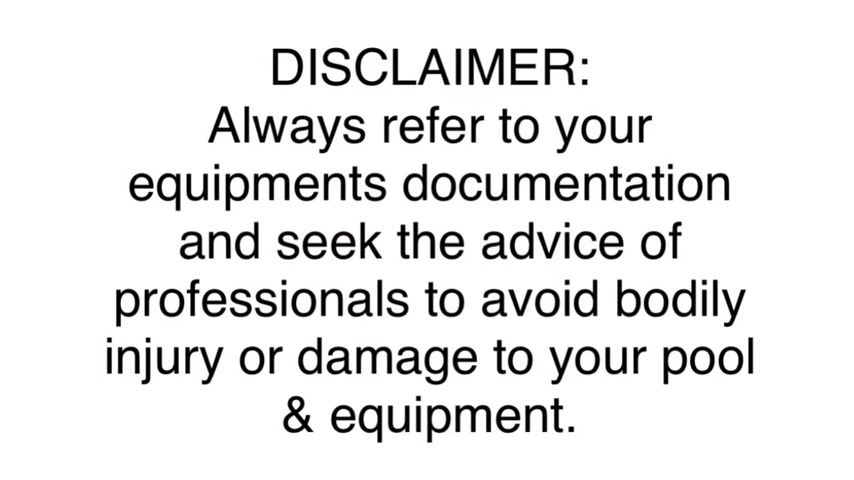 DISCLAIMER:
Always refer to your
equipments documentation
and seek the advice of
professionals to avoid bodily
injury or damage to your pool
& equipment.